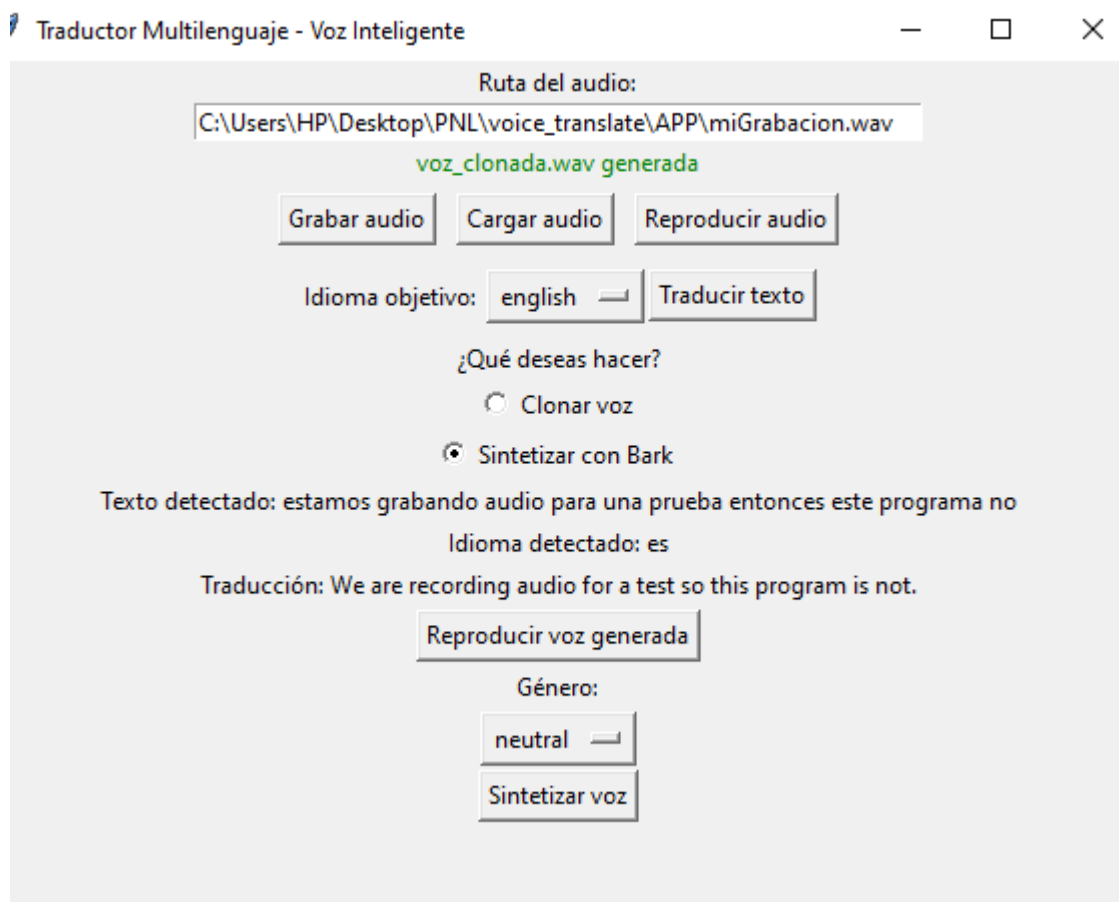 Traductor Multilenguaje - Voz Inteligente
Ruta del audio:
C:\Users\HP\Desktop\PNL\voice_translate\APP\miGrabacion.wav
voz_clonada.wav generada
Grabar audio Cargar audio Reproducir audio
Idioma objetivo: english Traducir texto
¿Qué deseas hacer?
Clonar voz
Sintetizar con Bark
Texto detectado: estamos grabando audio para una prueba entonces este programa no
Idioma detectado: es
Traducción: We are recording audio for a test so this program is not.
Reproducir voz generada
Género:
neutral
Sintetizar voz